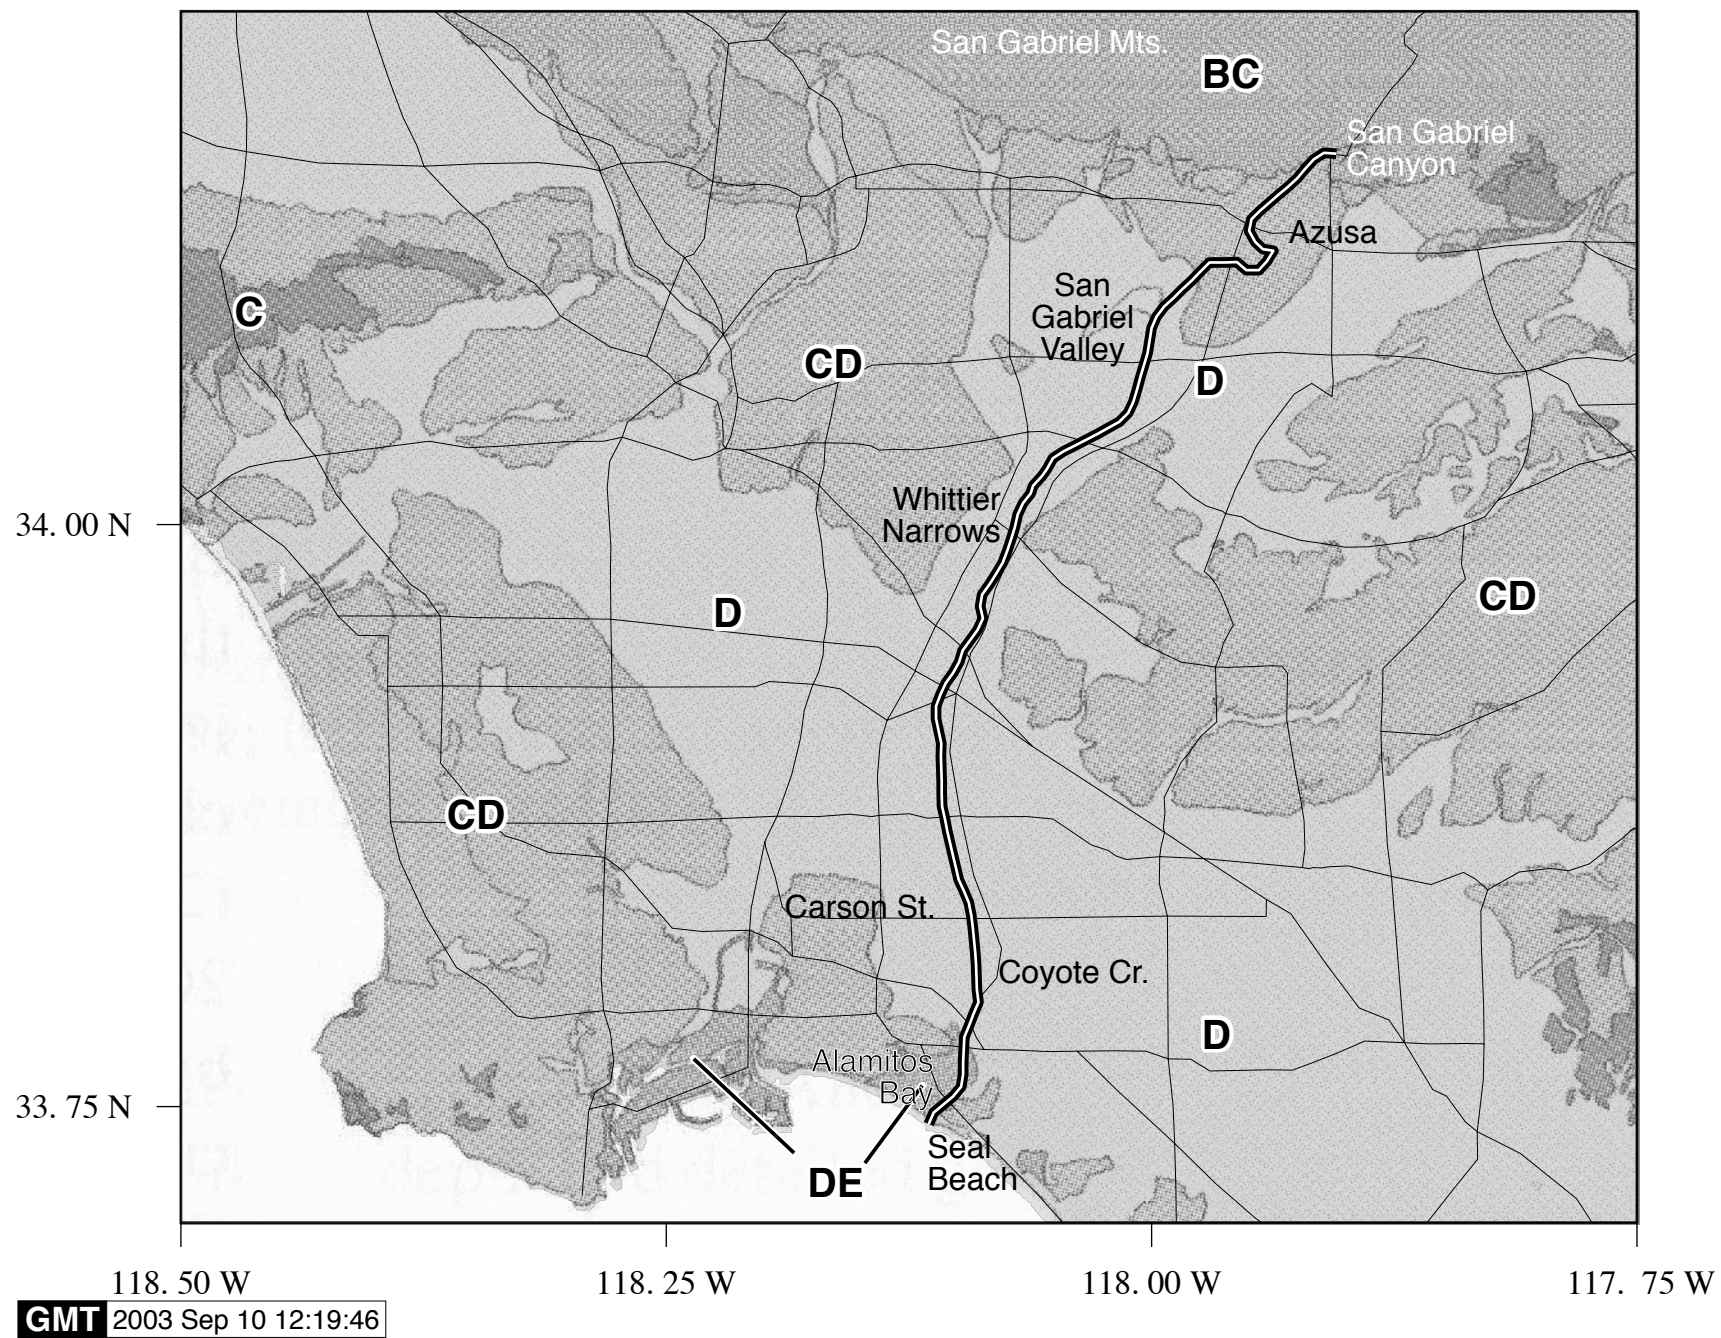 San Gabriel Mts.
BC
San Gabriel
Canyon
Azusa
San
Gabriel
Valley
C
CD
D
Whittier
Narrows
34. 00 N
CD
D
CD
Carson St.
Coyote Cr.
D
Alamitos
Bay
33. 75 N
Seal
Beach
DE
118. 50 W
118. 25 W
118. 00 W
117. 75 W
GMT 2003 Sep 10 12:19:46